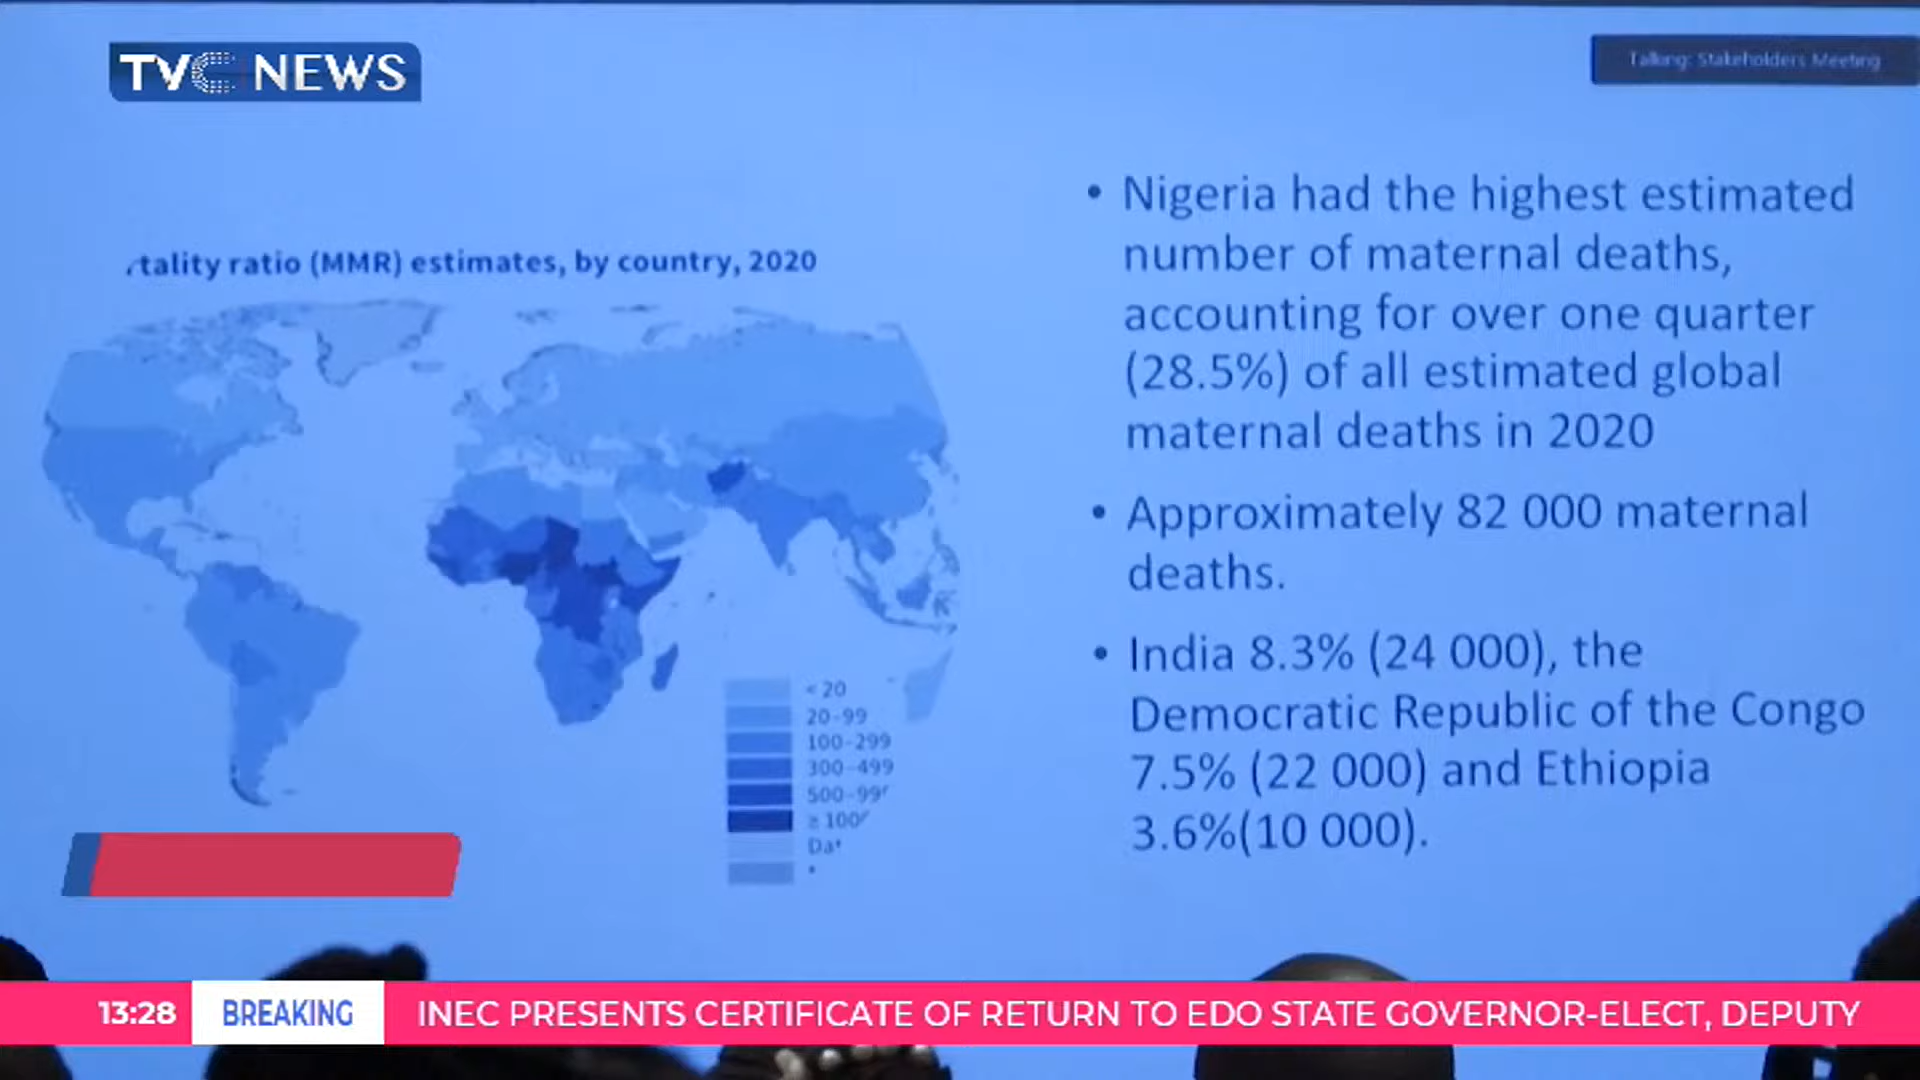 TVC NEWS
Talking: Stakeholders Meeting
tality ratio (MMR) estimates, by country, 2020
< 20
20-99
100-299
300-499
500-99
≥ 100
• Nigeria had the highest estimated
number of maternal deaths,
accounting for over one quarter
(28.5%) of all estimated global
maternal deaths in 2020
• Approximately 82 000 maternal
deaths.
• India 8.3% (24 000), the
Democratic Republic of the Congo
7.5% (22 000) and Ethiopia
3.6%(10 000).
13:28 BREAKING INEC PRESENTS CERTIFICATE OF RETURN TO EDO STATE GOVERNOR-ELECT, DEPUTY